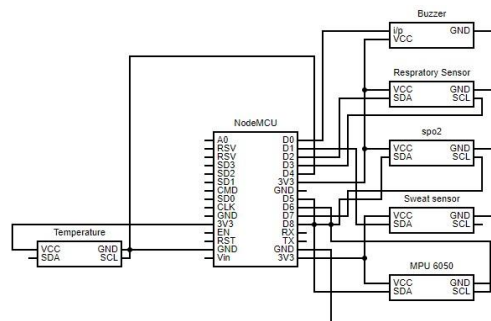 Buzzer
i/p GND
VCC
Respratory Sensor
VCC GND
SDA SCL
NodeMCU
A0 D0
RSV D1
RSV D2
SD3 D3
SD2 D4
SD1 3V3
CMD GND
SD0 D5
CLK D6
GND D7
3V3 D8
EN RX
RST TX
GND GND
Vin 3V3
spo2
VCC GND
SDA SCL
Sweat sensor
VCC GND
SDA SCL
Temperature
VCC GND
SDA SCL
MPU 6050
VCC GND
SDA SCL